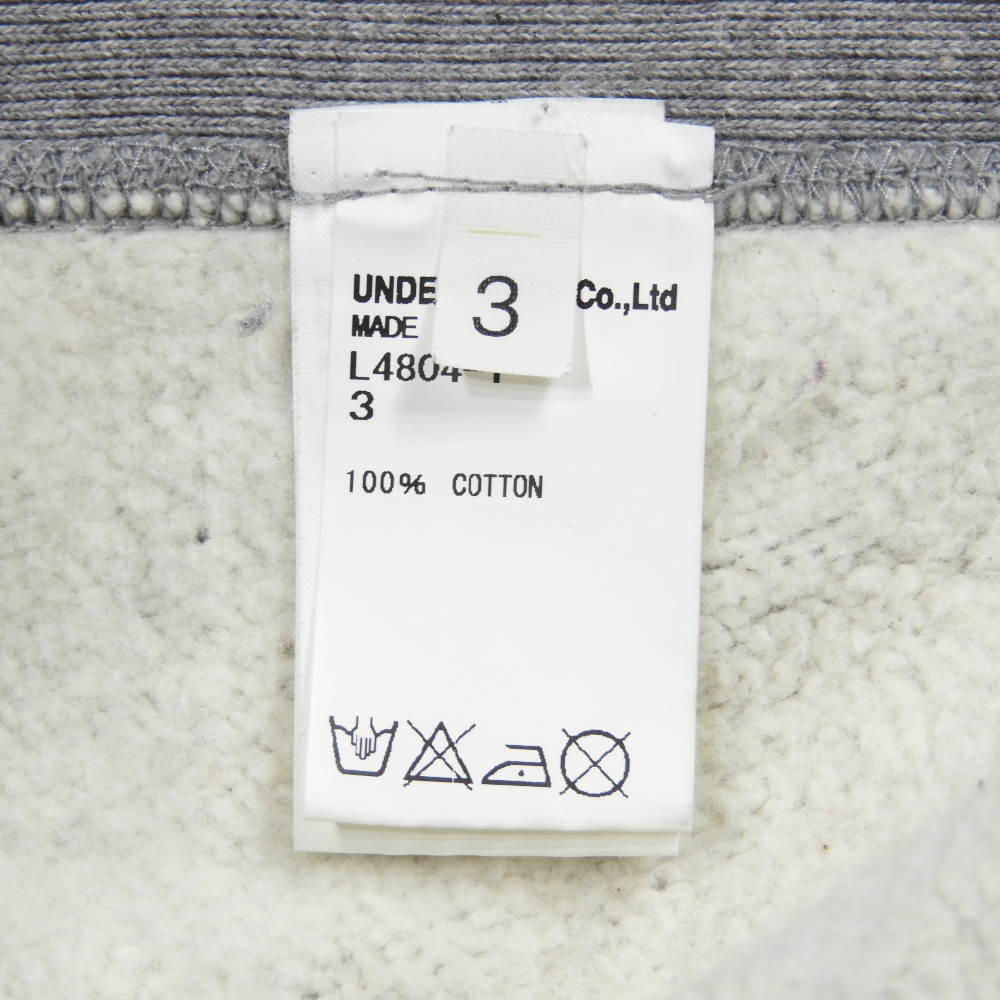 3
UNDE Co.,Ltd
MADE
L4804-
3
100% COTTON